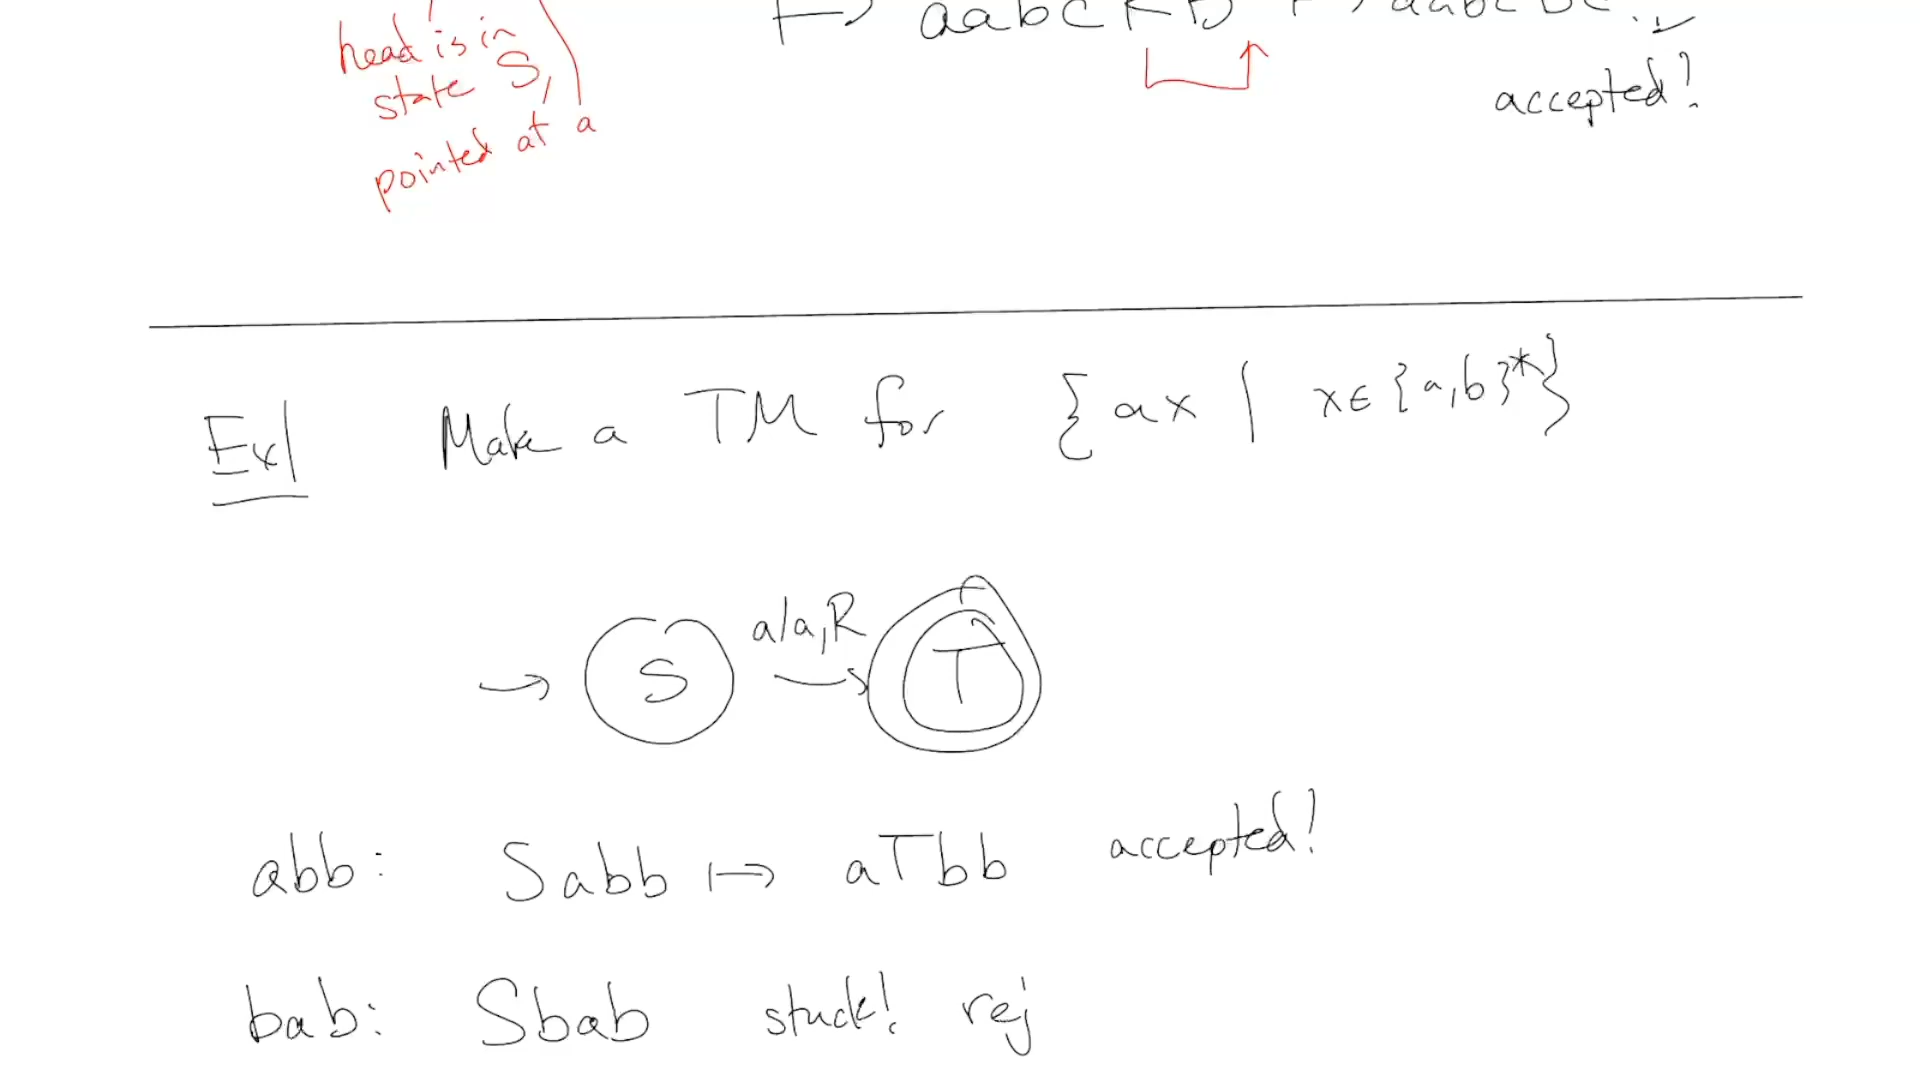 head is in
state S,
pointed at a
accepted!
Ex| Make a TM for { ax | x ∈ {a,b}* }
→ S a/a,R → T
abb: Sabb ↦ aTbb accepted!
bab: Sbab stuck! rej